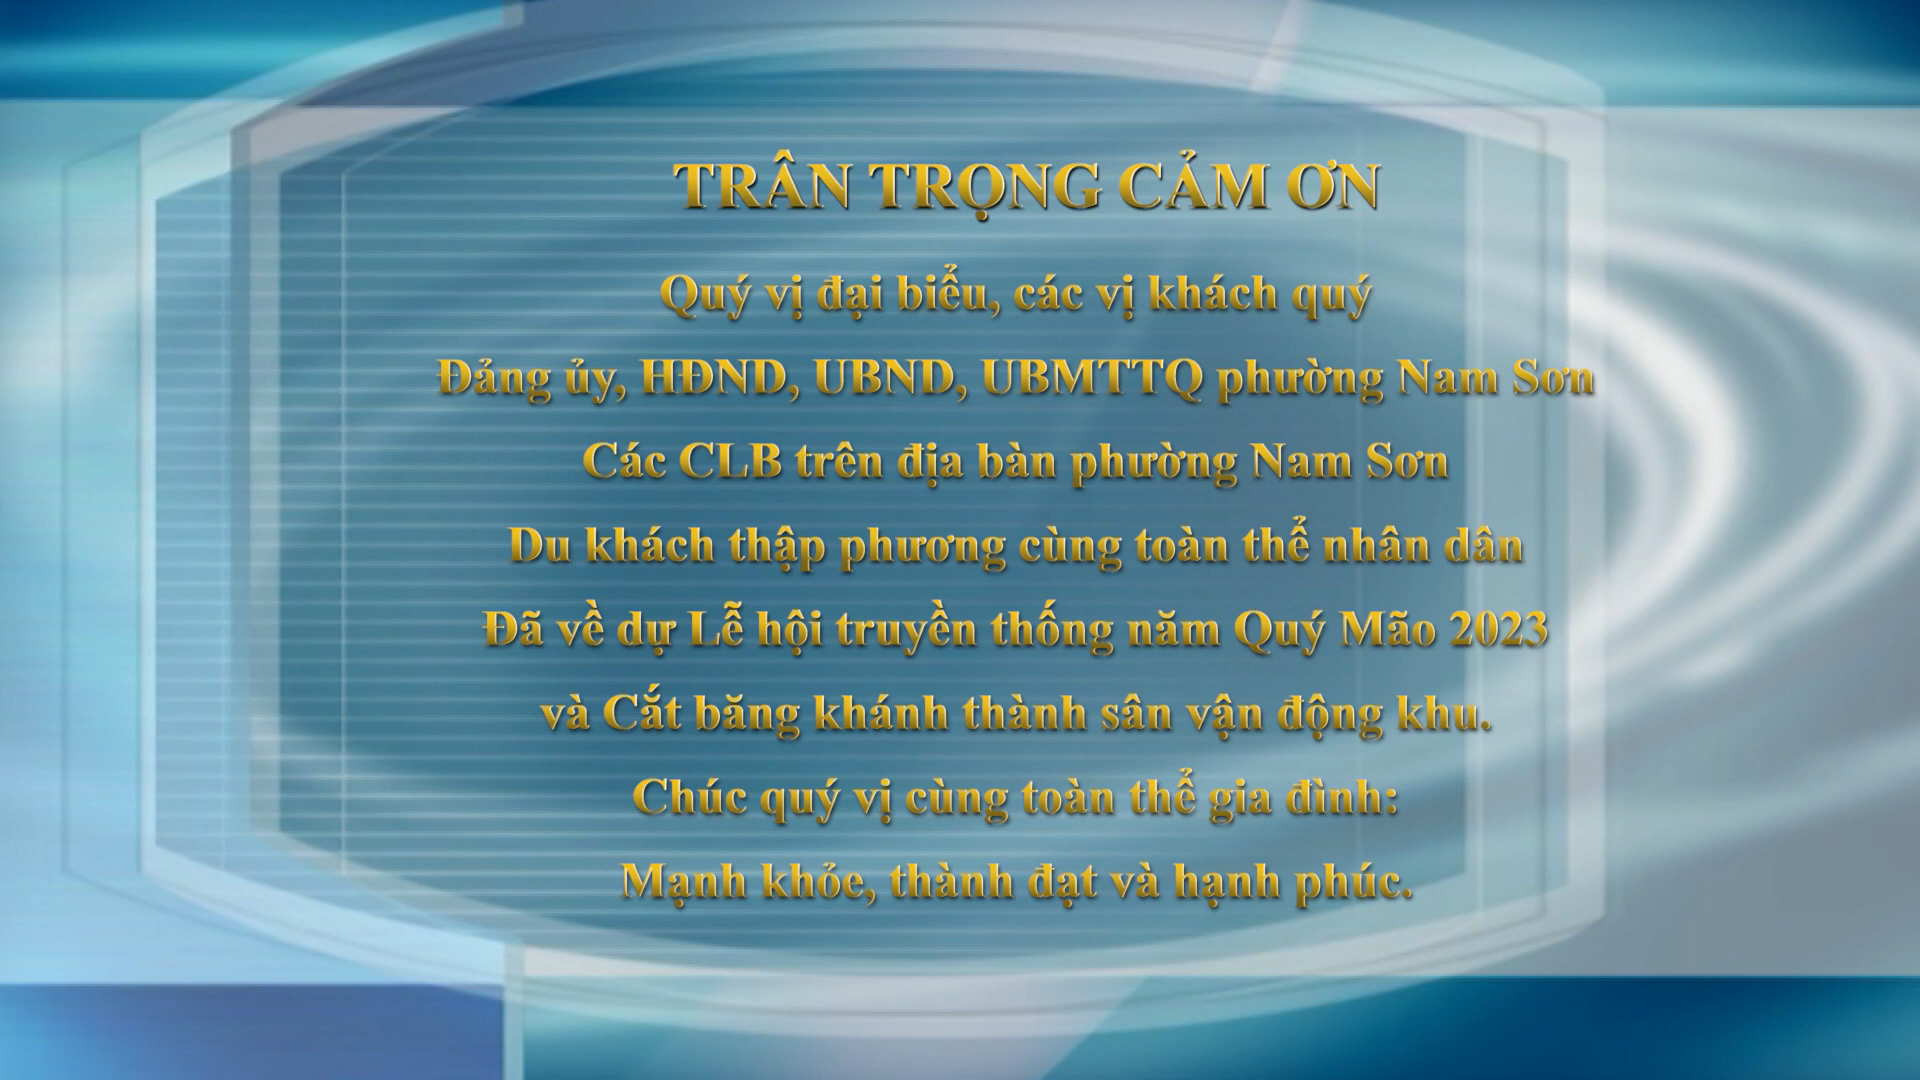 TRÂN TRỌNG CẢM ƠN
Quý vị đại biểu, các vị khách quý
Đảng ủy, HĐND, UBND, UBMTTQ phường Nam Sơn
Các CLB trên địa bàn phường Nam Sơn
Du khách thập phương cùng toàn thể nhân dân
Đã về dự Lễ hội truyền thống năm Quý Mão 2023
và Cắt băng khánh thành sân vận động khu.
Chúc quý vị cùng toàn thể gia đình:
Mạnh khỏe, thành đạt và hạnh phúc.